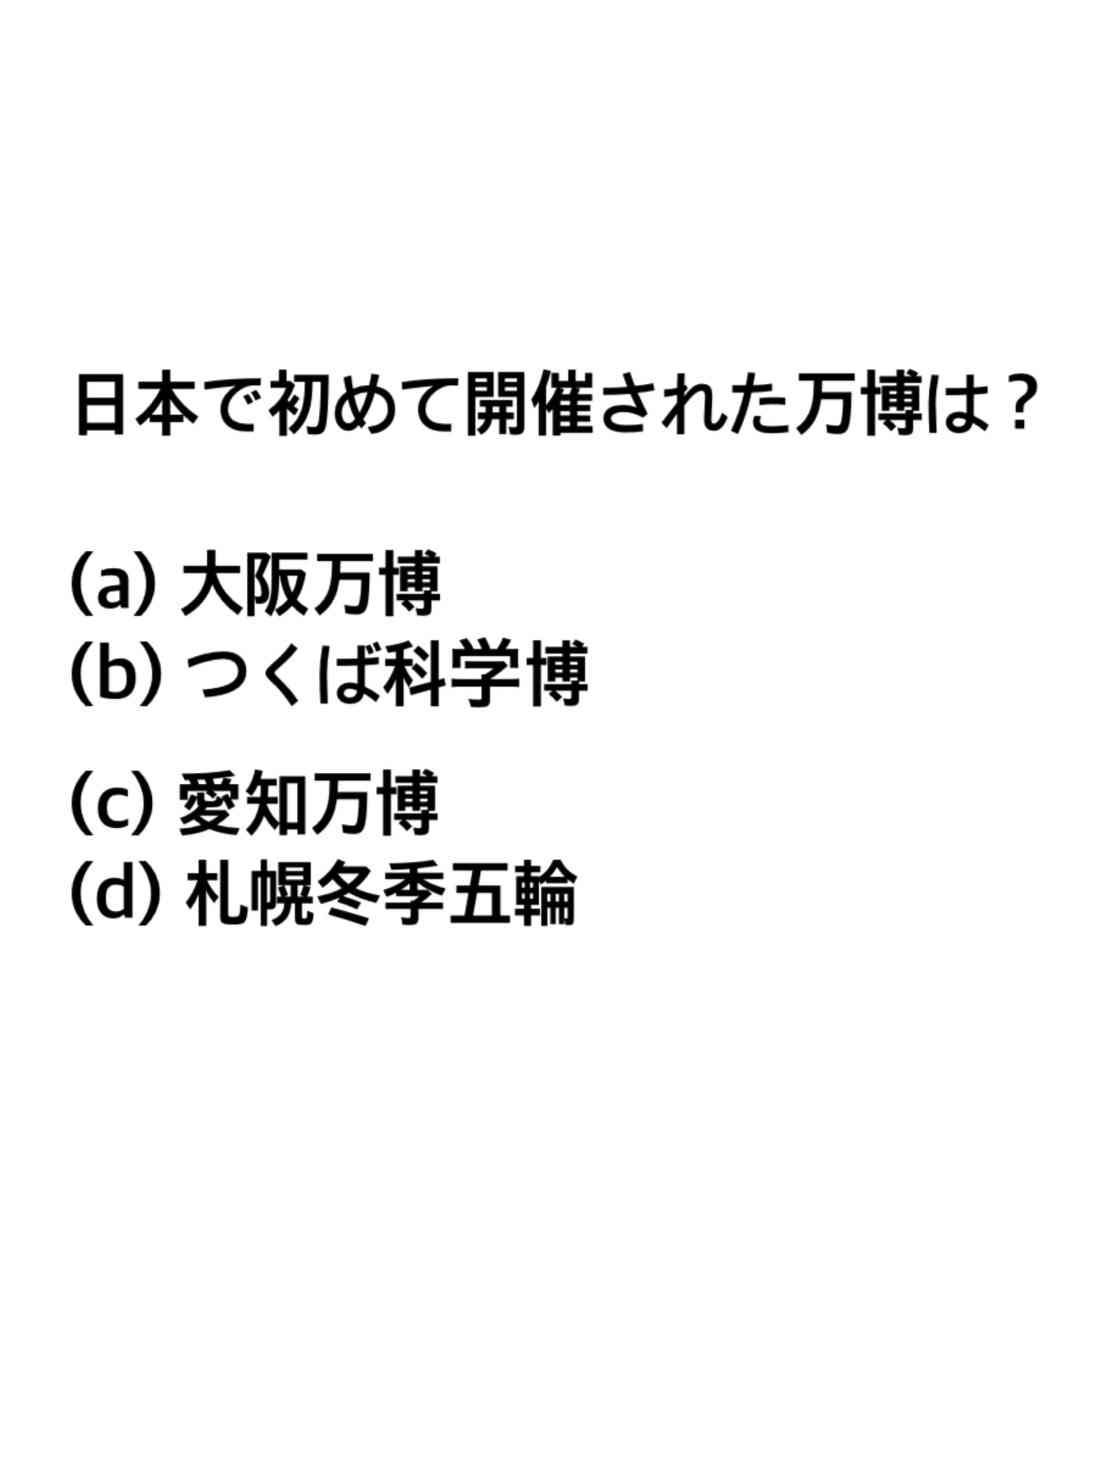 日本で初めて開催された万博は？
(a) 大阪万博
(b) つくば科学博
(c) 愛知万博
(d) 札幌冬季五輪